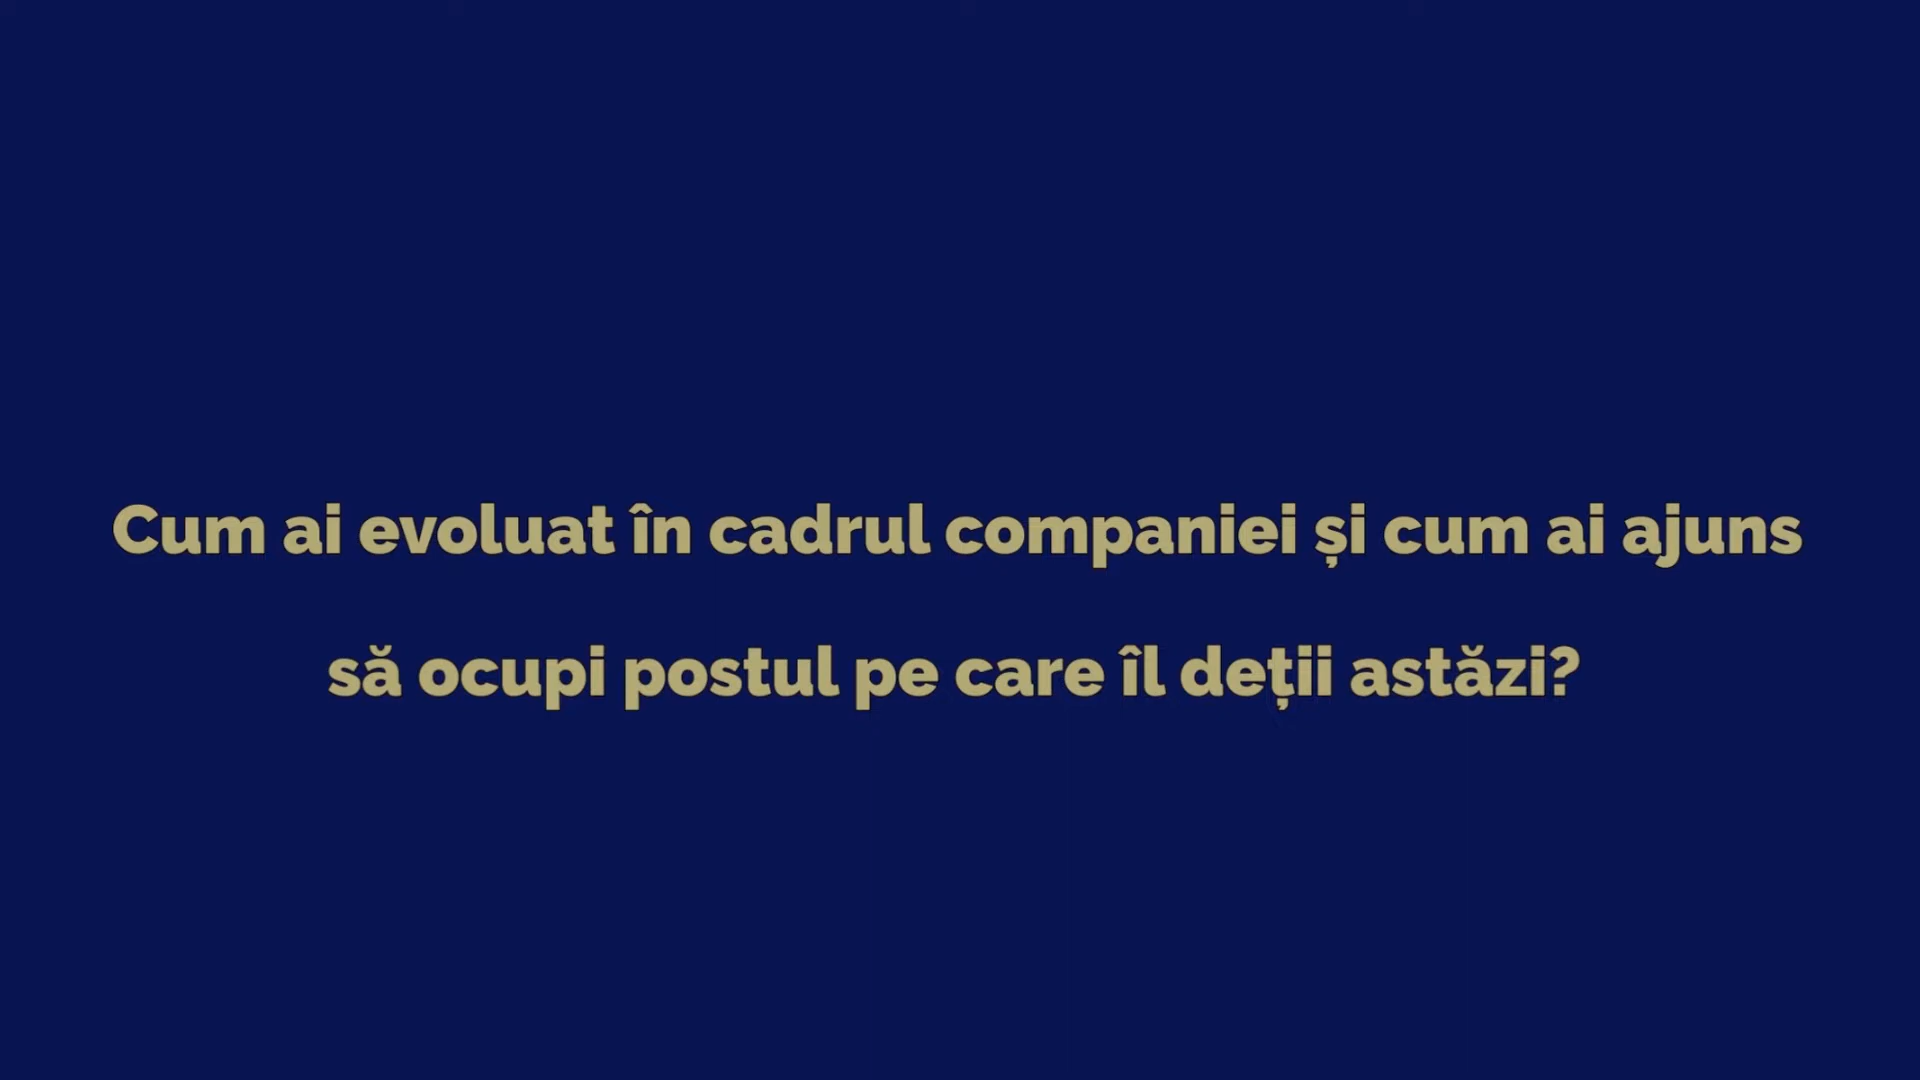 Cum ai evoluat în cadrul companiei și cum ai ajuns
să ocupi postul pe care îl deții astăzi?